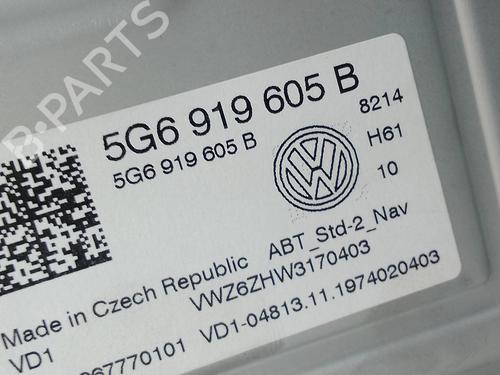 B-PARTS
5G6 919 605 B
5G6 919 605 B
8214
H61
10
Made in Czech Republic
ABT_Std-2_Nav
VD1
VWZ6ZHW3170403
67770101
VD1-04813.11.1974020403